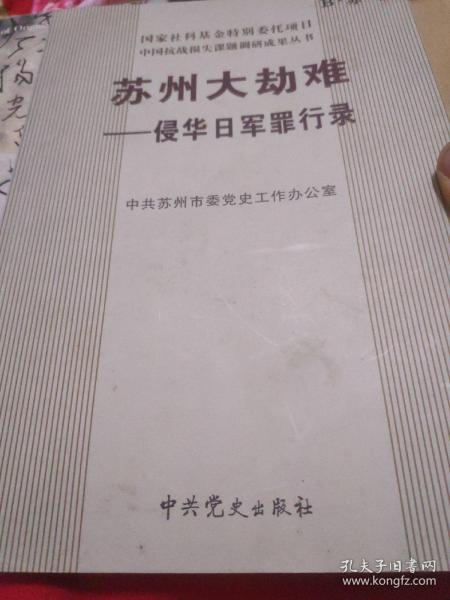 国家社科基金特别委托项目
中国抗战损失课题调研成果丛书
苏州大劫难
——侵华日军罪行录
中共苏州市委党史工作办公室
中共党史出版社
孔夫子旧书网
www.kongfz.com